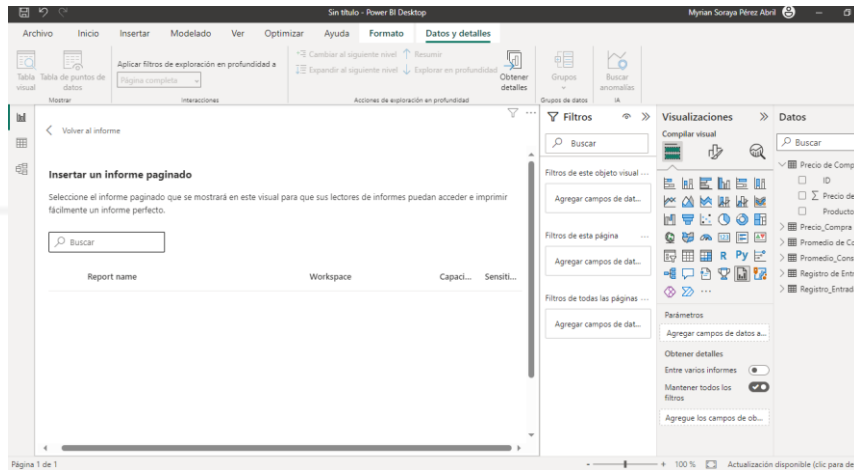 Sin título - Power BI Desktop
Myrian Soraya Pérez Abril
Archivo Inicio Insertar Modelado Ver Optimizar Ayuda Formato Datos y detalles
Tabla visual
Tabla de puntos de datos
Mostrar
Aplicar filtros de exploración en profundidad a
Página completa
Interacciones
Cambiar al siguiente nivel
Resumir
Expandir al siguiente nivel
Explorar en profundidad
Acciones de exploración en profundidad
Obtener detalles
Grupos
Grupos de datos
Buscar anomalías
IA
Volver al informe
Insertar un informe paginado
Seleccione el informe paginado que se mostrará en este visual para que sus lectores de informes puedan acceder e imprimir
fácilmente un informe perfecto.
Buscar
Report name Workspace Capaci... Sensiti...
Filtros
Buscar
Filtros de este objeto visual ...
Agregar campos de dat...
Filtros de esta página ...
Agregar campos de dat...
Filtros de todas las páginas ...
Agregar campos de dat...
Visualizaciones
Compilar visual
R Py
...
Parámetros
Agregar campos de datos a...
Obtener detalles
Entre varios informes
Mantener todos los
filtros
Agregue los campos de ob...
Datos
Buscar
Precio de Comp
ID
Precio de
Producto
Precio_Compra
Promedio de Co
Promedio_Cons
Registro de Entr
Registro_Entrad
Página 1 de 1
100 %
Actualización disponible (clic para de